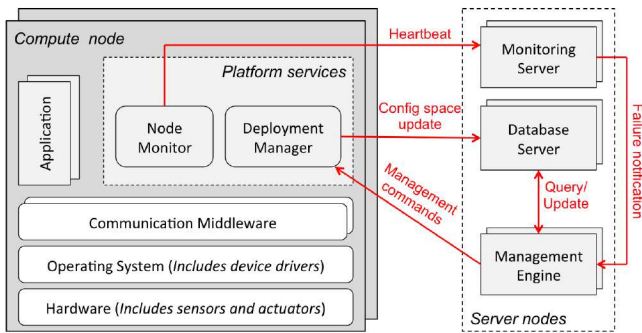 Compute node
Platform services
Application
Node
Monitor
Deployment
Manager
Communication Middleware
Operating System (Includes device drivers)
Hardware (Includes sensors and actuators)
Heartbeat
Config space
update
Management
commands
Monitoring
Server
Database
Server
Query/
Update
Management
Engine
Failure notification
Server nodes